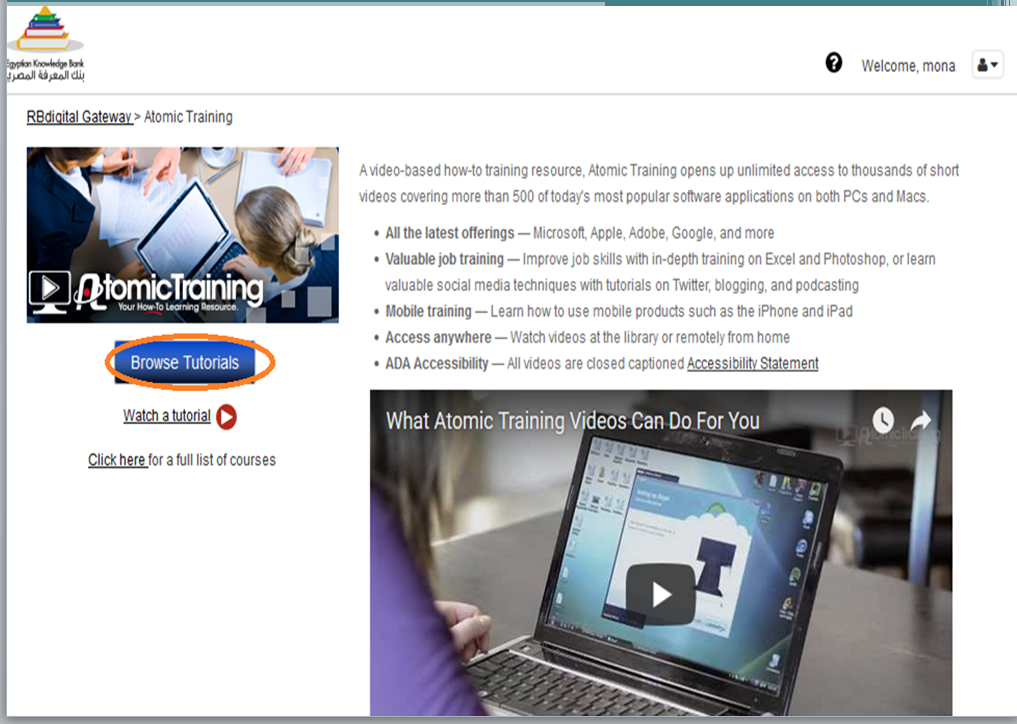 Egyptian Knowledge Bank
بنك المعرفة المصري
Welcome, mona
RBdigital Gateway > Atomic Training
AtomicTraining
Your How-To Learning Resource.
Browse Tutorials
Watch a tutorial
Click here for a full list of courses
A video-based how-to training resource, Atomic Training opens up unlimited access to thousands of short
videos covering more than 500 of today's most popular software applications on both PCs and Macs.
• All the latest offerings — Microsoft, Apple, Adobe, Google, and more
• Valuable job training — Improve job skills with in-depth training on Excel and Photoshop, or learn
valuable social media techniques with tutorials on Twitter, blogging, and podcasting
• Mobile training — Learn how to use mobile products such as the iPhone and iPad
• Access anywhere — Watch videos at the library or remotely from home
• ADA Accessibility — All videos are closed captioned Accessibility Statement
What Atomic Training Videos Can Do For You
AtomicTraining